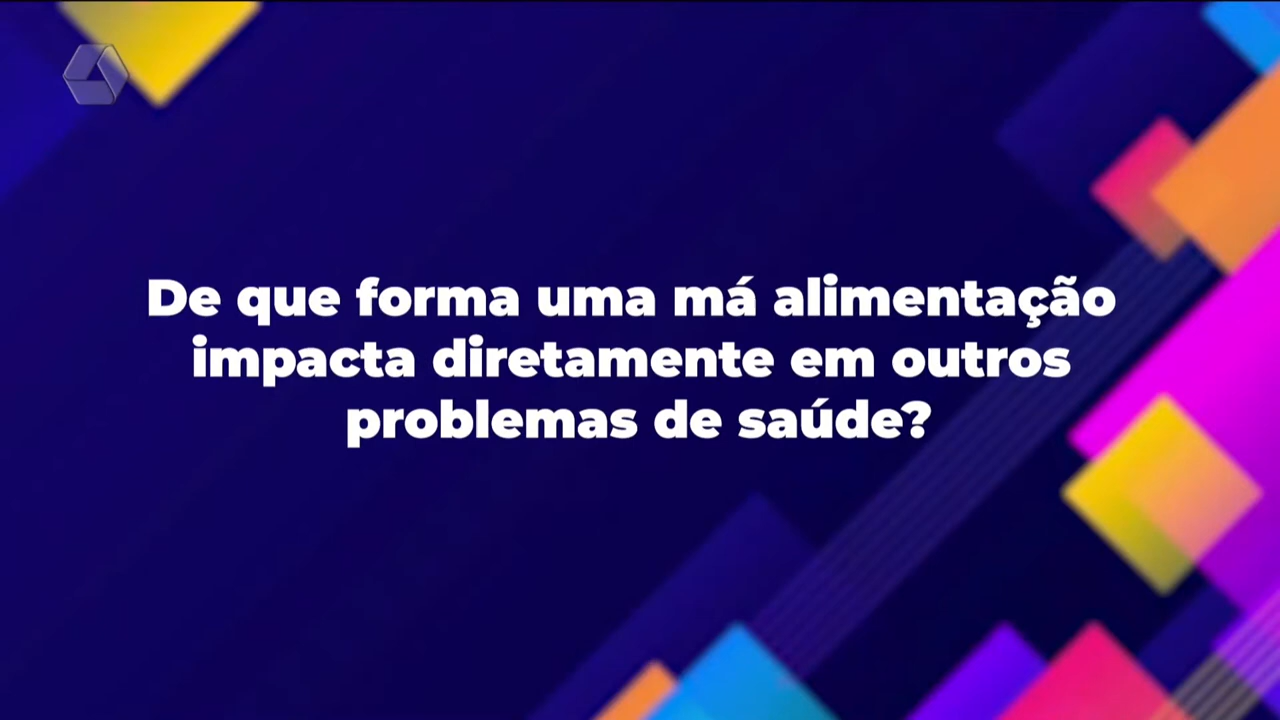 De que forma uma má alimentação
impacta diretamente em outros
problemas de saúde?